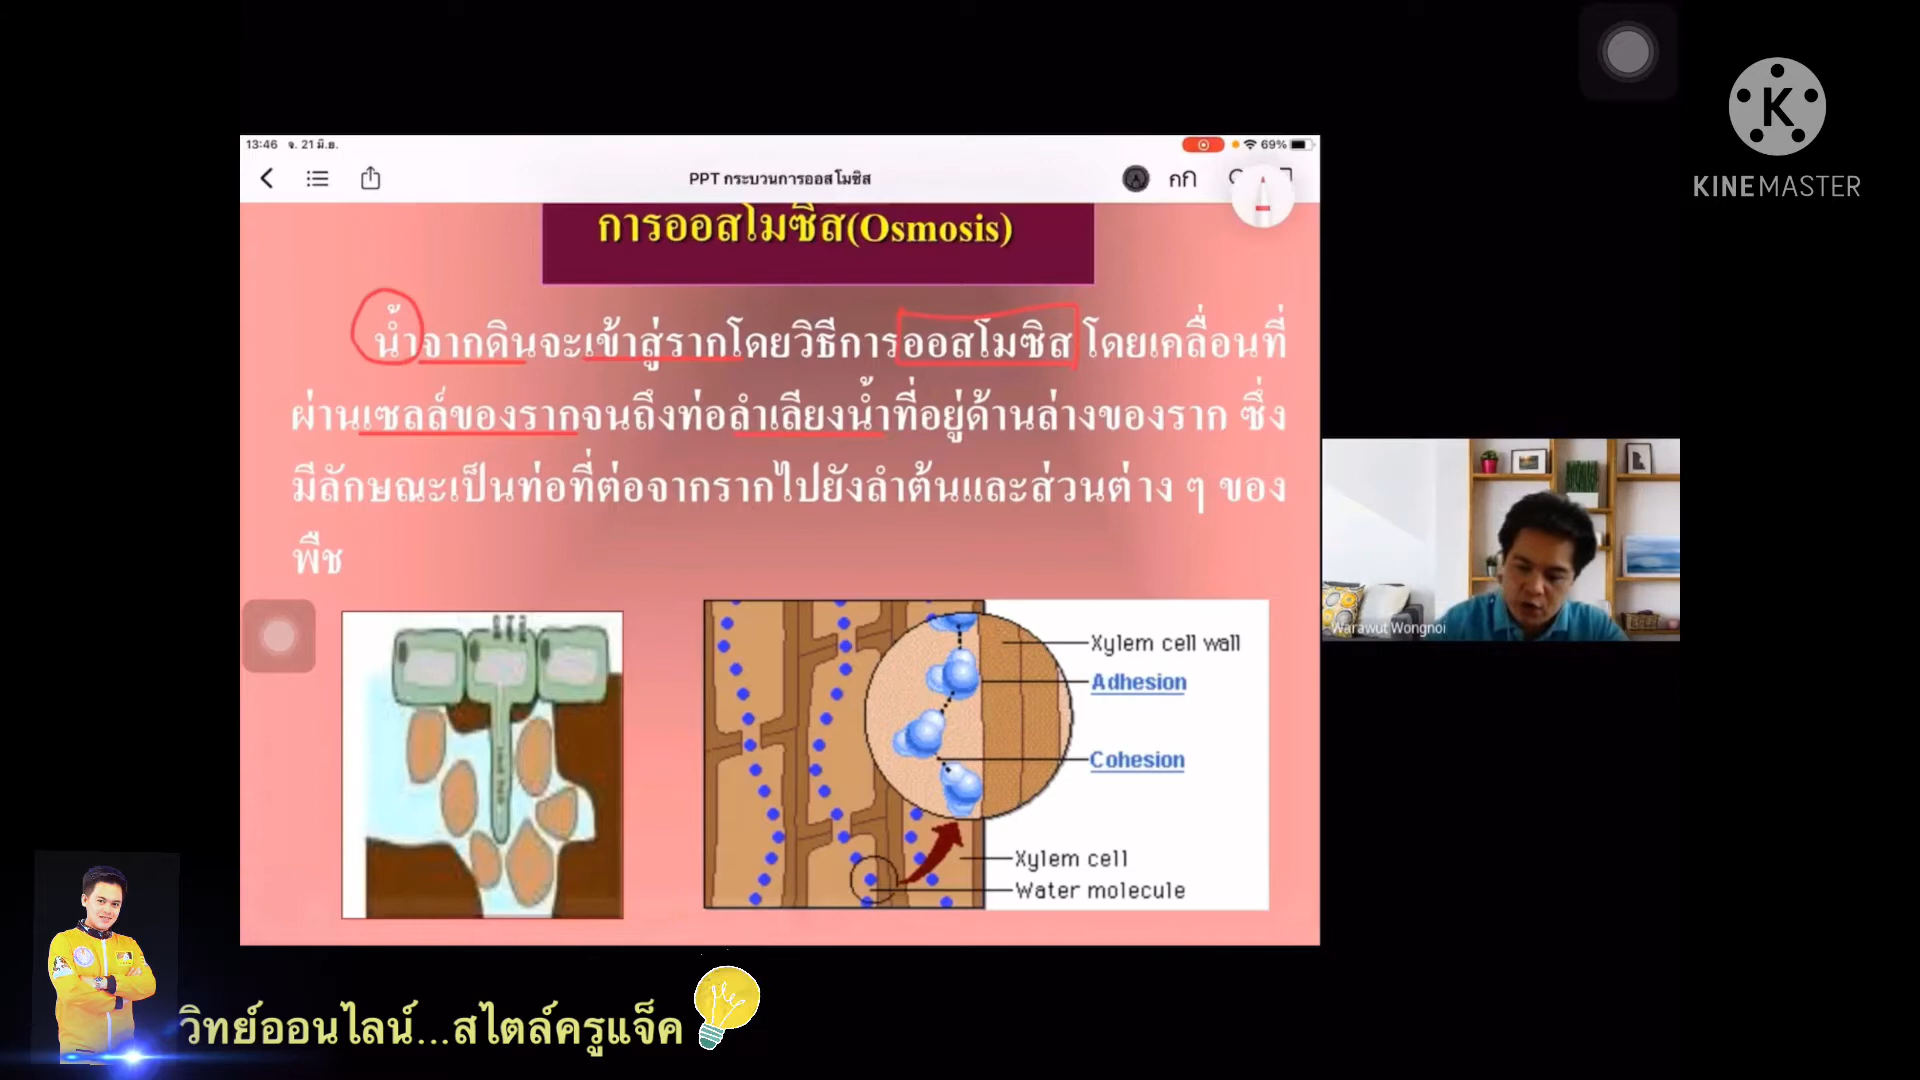 13:46 จ. 21 มิ.ย.
69%
PPT กระบวนการออสโมซิส
กก
K
KINEMASTER
การออสโมซิส(Osmosis)
น้ำจากดินจะเข้าสู่รากโดยวิธีการออสโมซิส โดยเคลื่อนที่
ผ่านเซลล์ของรากจนถึงท่อลำเลียงน้ำที่อยู่ด้านล่างของราก ซึ่ง
มีลักษณะเป็นท่อที่ต่อจากรากไปยังลำต้นและส่วนต่าง ๆ ของ
พืช
Xylem cell wall
Adhesion
Cohesion
Xylem cell
Water molecule
Warawut Wongnoi
วิทย์ออนไลน์...สไตล์ครูแจ็ค